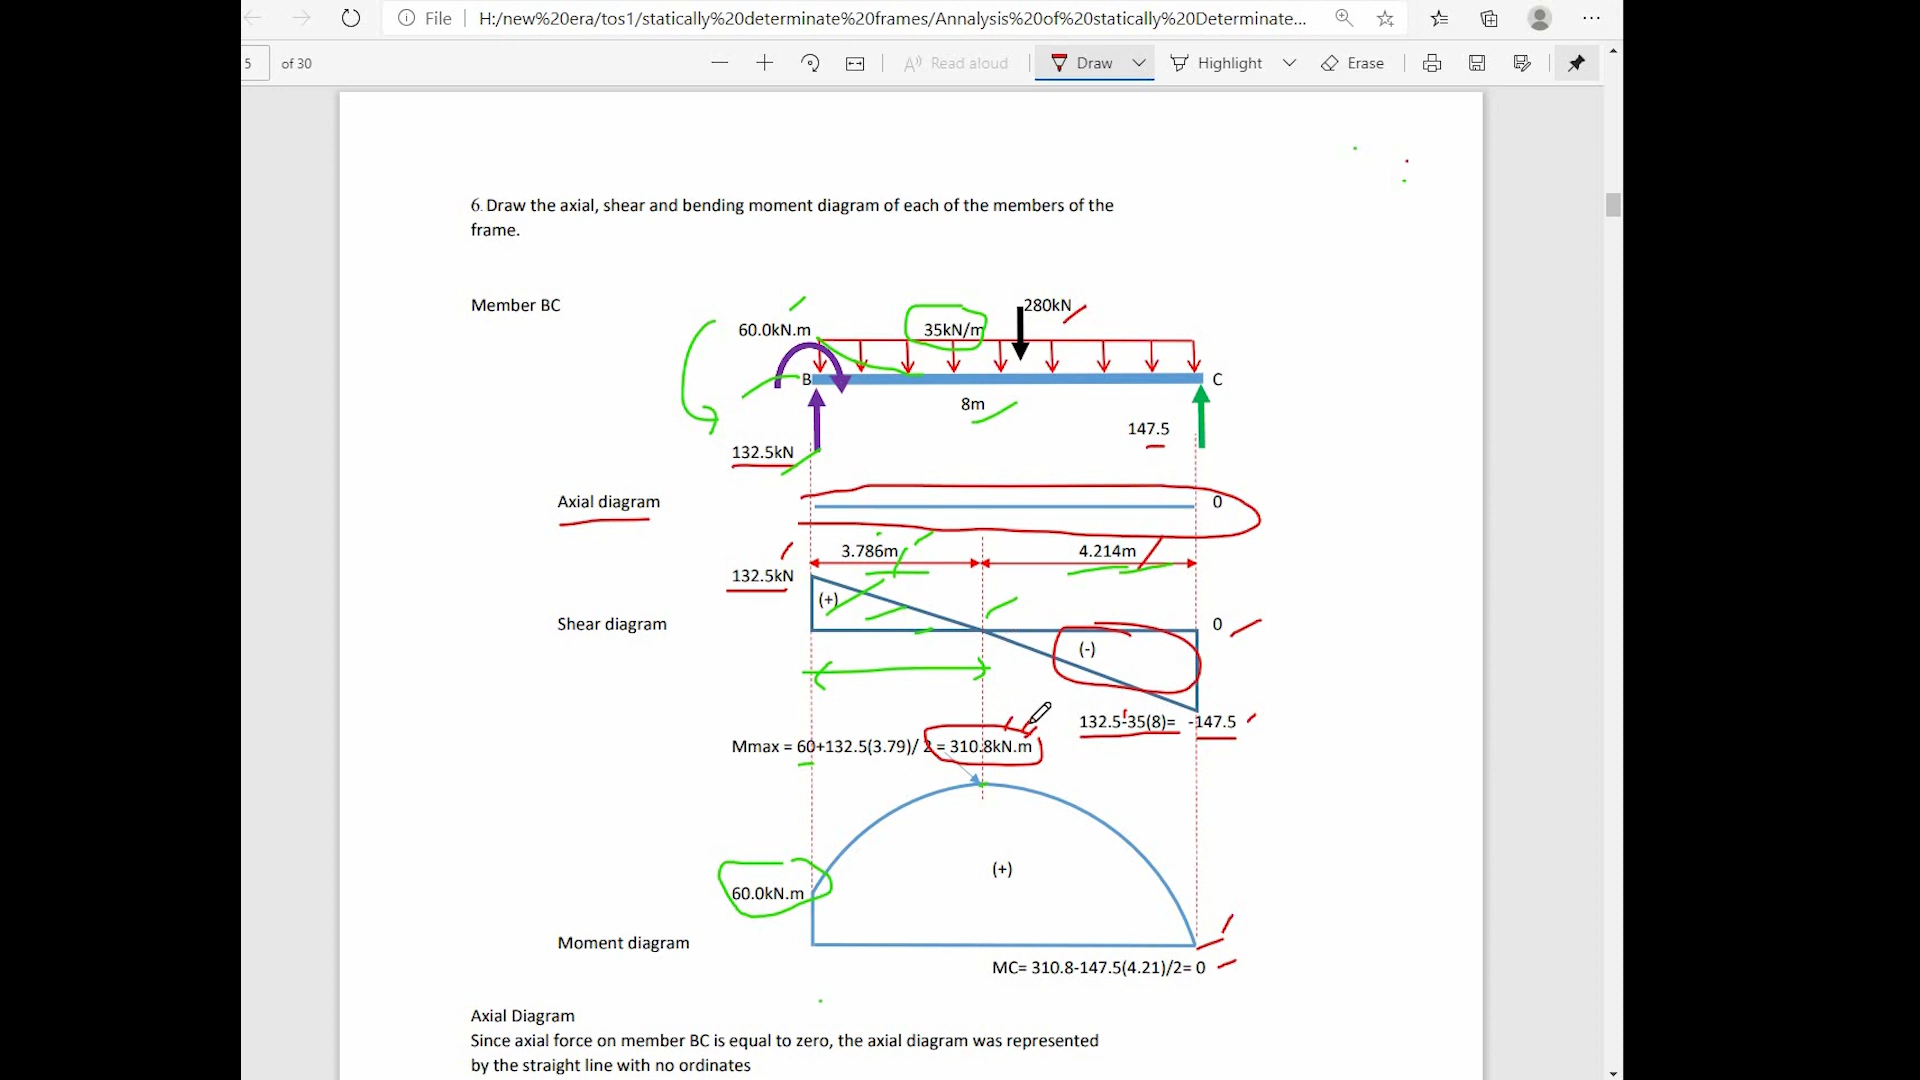 File H:/new%20era/tos1/statically%20determinate%20frames/Annalysis%20of%20statically%20Determinate...
5 of 30 Read aloud Draw Highlight Erase
6. Draw the axial, shear and bending moment diagram of each of the members of the
frame.
Member BC
280kN
60.0kN.m
35kN/m
B
C
8m
147.5
132.5kN
Axial diagram
0
3.786m
4.214m
132.5kN
(+)
Shear diagram
0
(-)
132.5-35(8)= -147.5
Mmax = 60+132.5(3.79)/ 2 = 310.8kN.m
(+)
60.0kN.m
Moment diagram
MC= 310.8-147.5(4.21)/2= 0
Axial Diagram
Since axial force on member BC is equal to zero, the axial diagram was represented
by the straight line with no ordinates